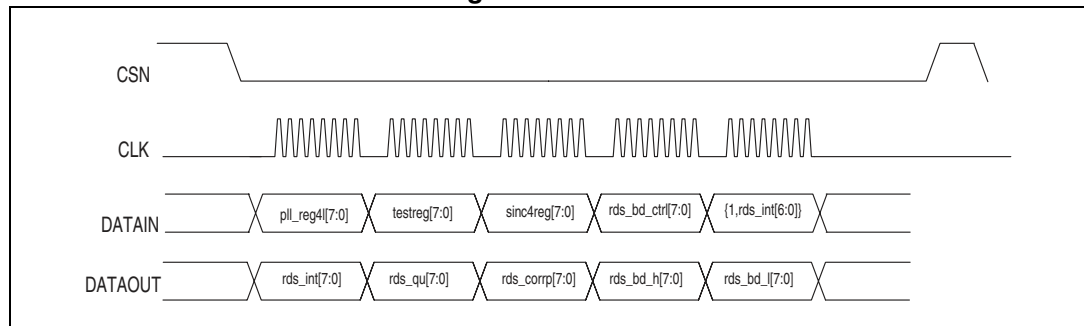 g
CSN
CLK
DATAIN pll_reg4l[7:0] testreg[7:0] sinc4reg[7:0] rds_bd_ctrl[7:0] {1,rds_int[6:0]}
DATAOUT rds_int[7:0] rds_qu[7:0] rds_corrp[7:0] rds_bd_h[7:0] rds_bd_l[7:0]